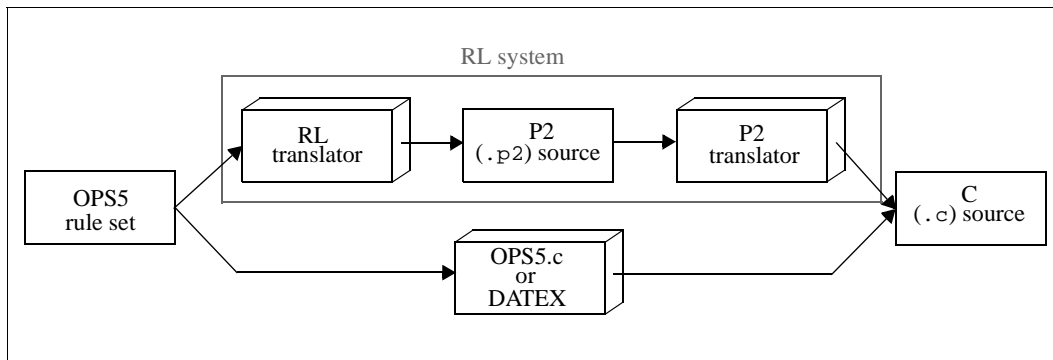 RL system
RL
translator
P2
(.p2) source
P2
translator
OPS5
rule set
C
(.c) source
OPS5.c
or
DATEX